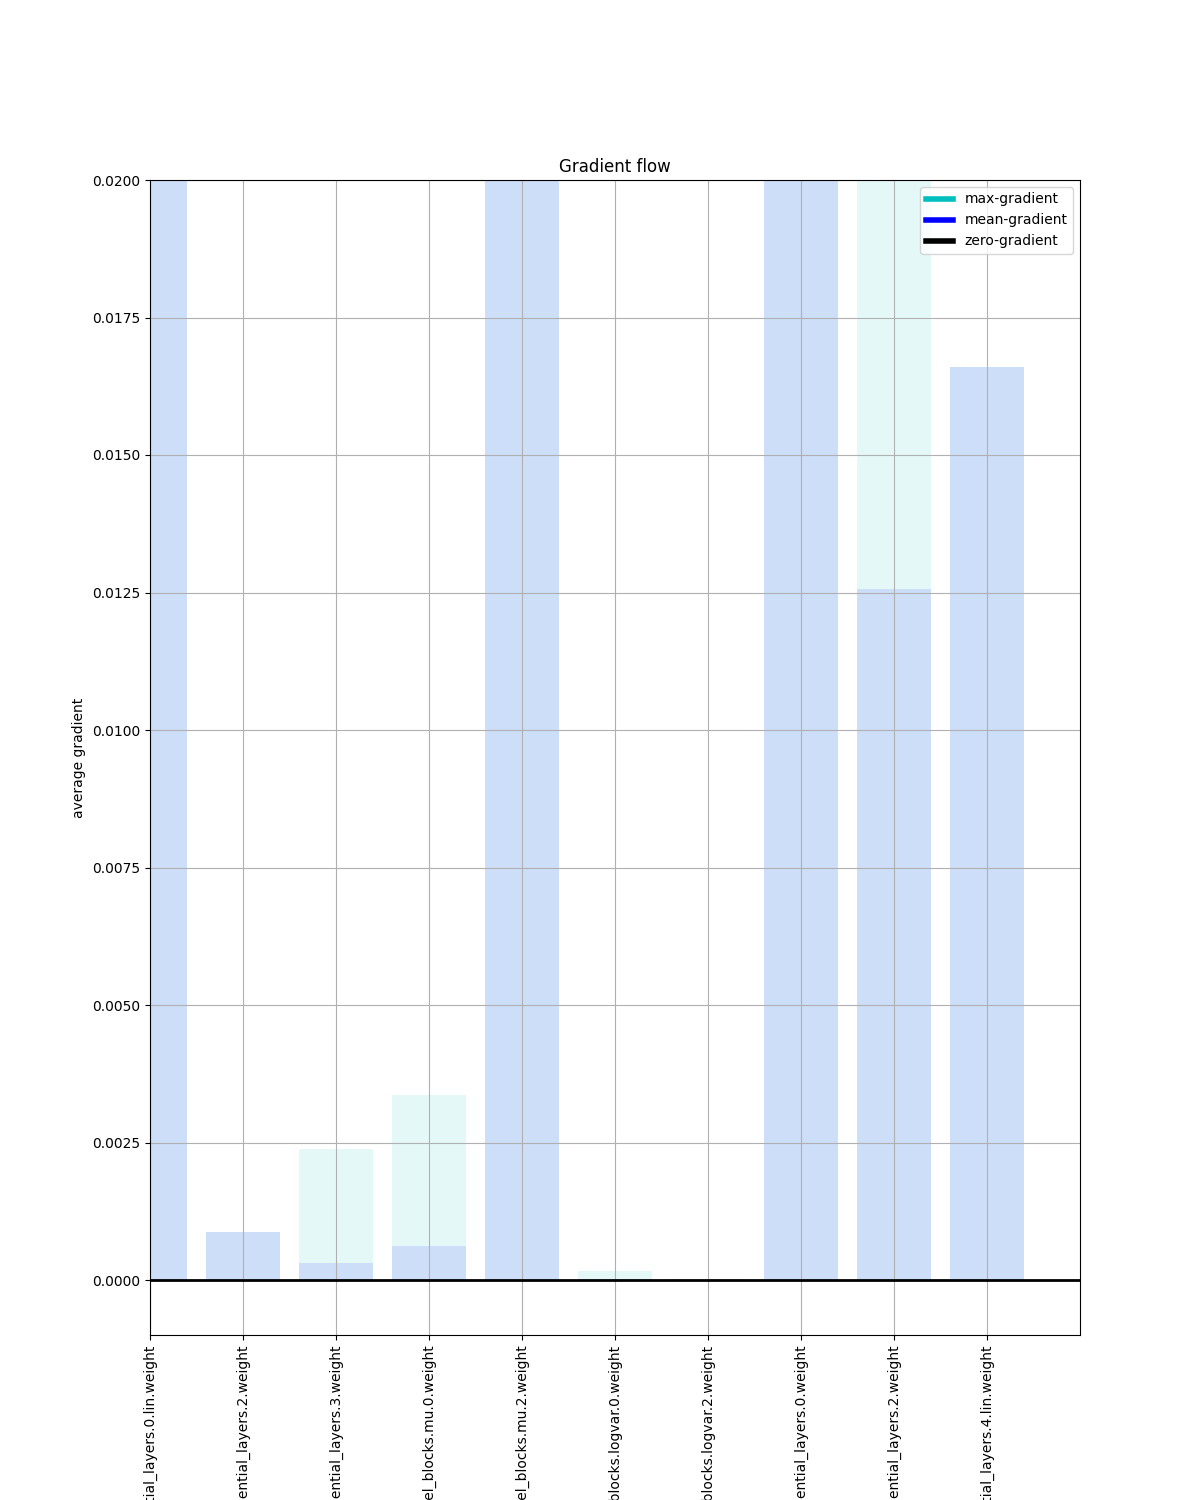 Gradient flow
max-gradient
mean-gradient
zero-gradient
average gradient
0.0200
0.0175
0.0150
0.0125
0.0100
0.0075
0.0050
0.0025
0.0000
tial_layers.0.lin.weight
ential_layers.2.weight
ential_layers.3.weight
el_blocks.mu.0.weight
el_blocks.mu.2.weight
blocks.logvar.0.weight
blocks.logvar.2.weight
ential_layers.0.weight
ential_layers.2.weight
tial_layers.4.lin.weight